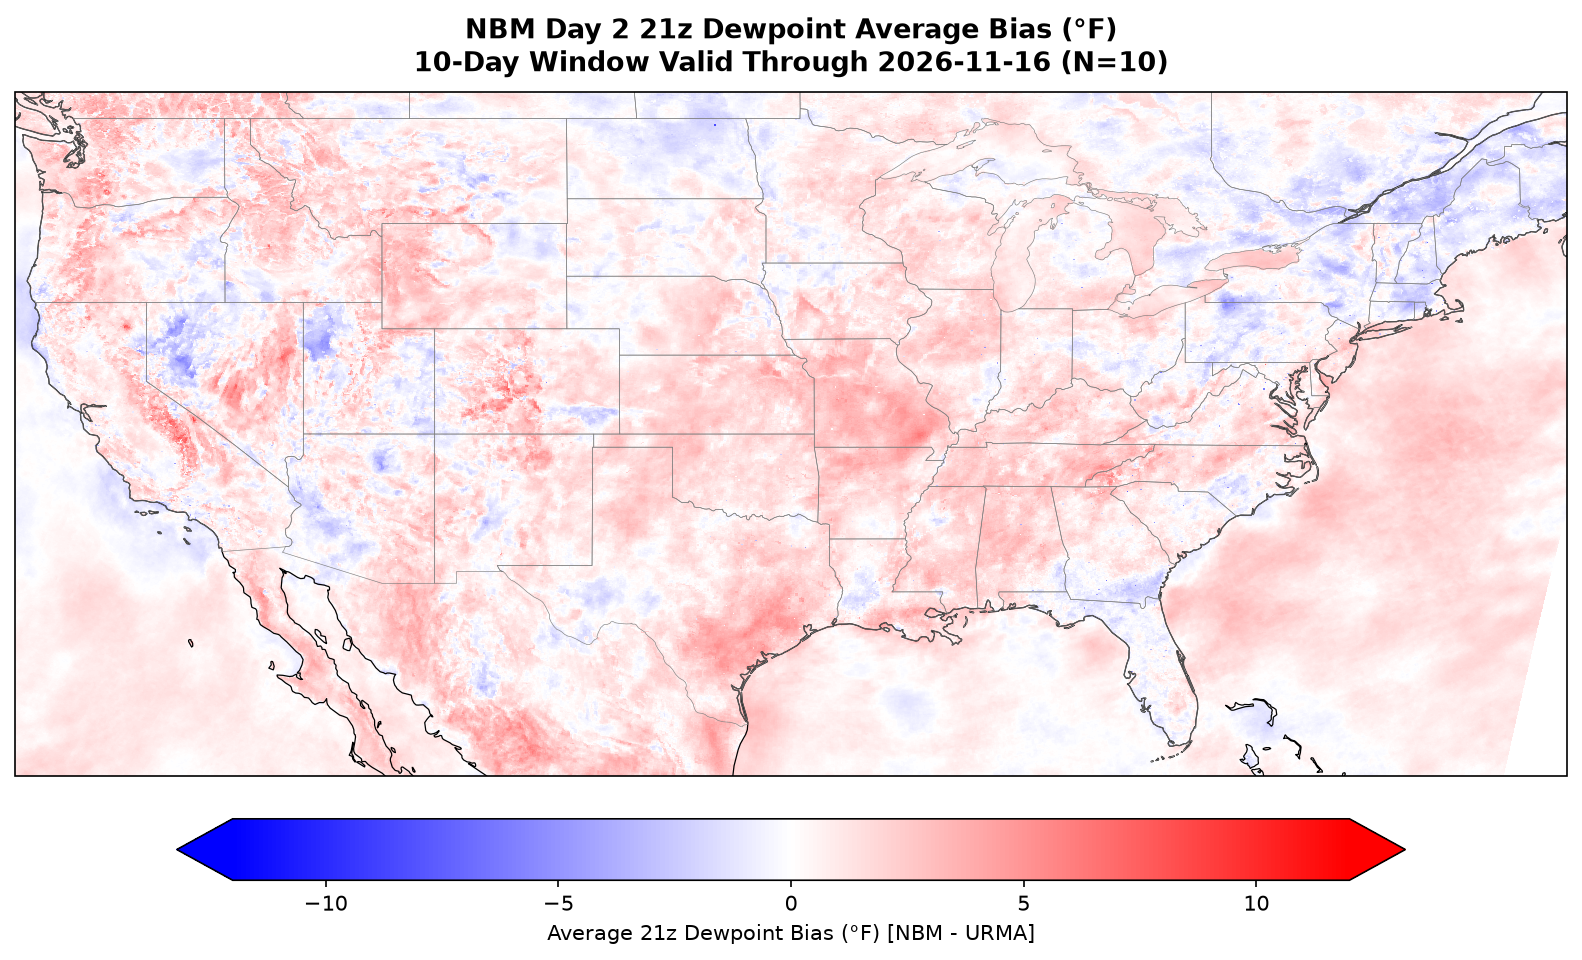 NBM Day 2 21z Dewpoint Average Bias (°F)
10-Day Window Valid Through 2026-11-16 (N=10)
−10
−5
0
5
10
Average 21z Dewpoint Bias (°F) [NBM - URMA]